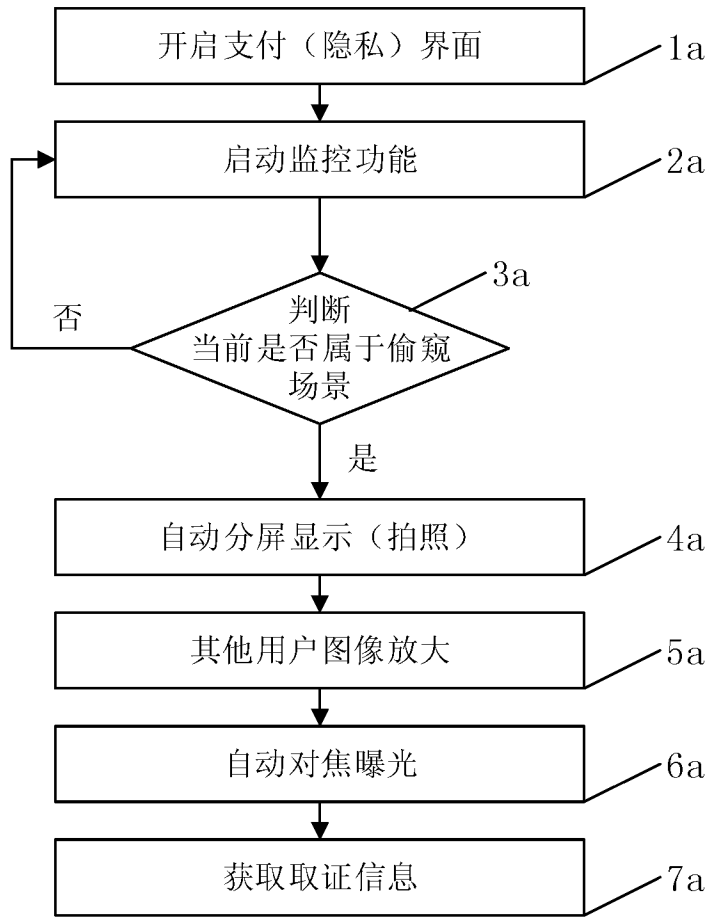 开启支付（隐私）界面
1a
启动监控功能
2a
3a
判断
当前是否属于偷窥
场景
否
是
自动分屏显示（拍照）
4a
其他用户图像放大
5a
自动对焦曝光
6a
获取取证信息
7a